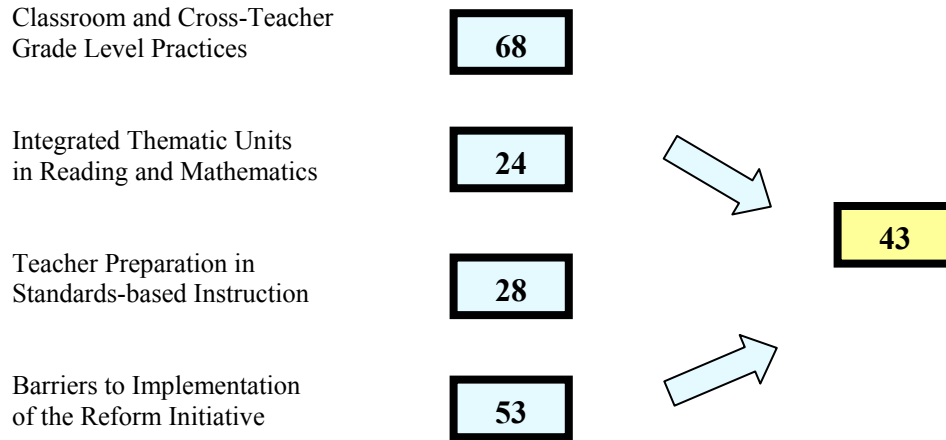 Classroom and Cross-Teacher
Grade Level Practices
68
Integrated Thematic Units
in Reading and Mathematics
24
43
Teacher Preparation in
Standards-based Instruction
28
Barriers to Implementation
of the Reform Initiative
53